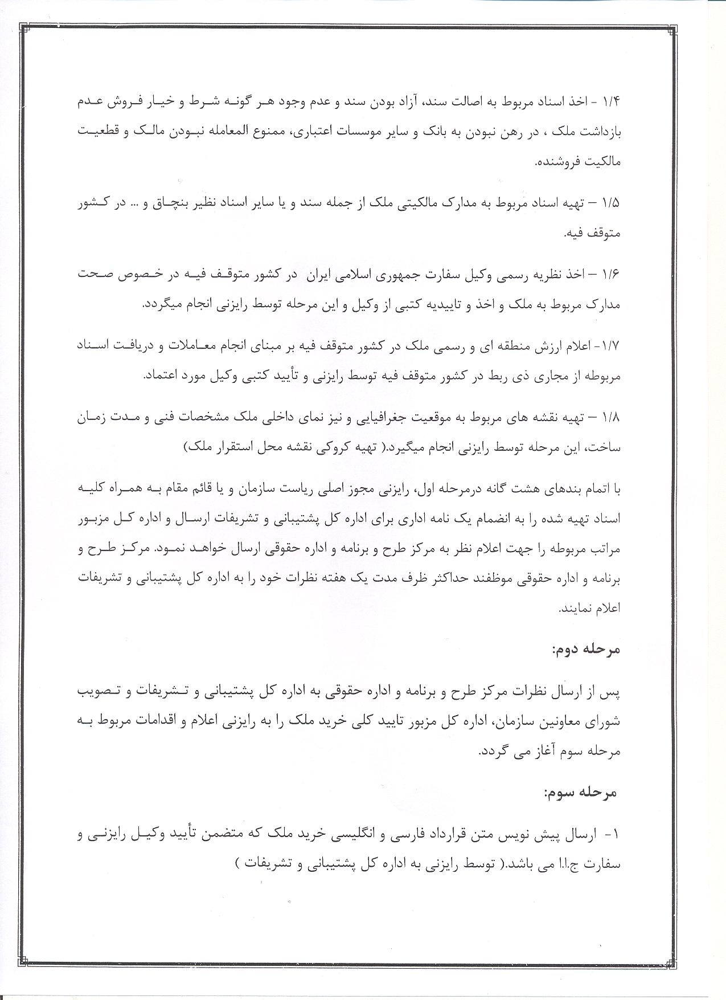 ۱/۴ - اخذ اسناد مربوط به اصالت سند، آزاد بودن سند و عدم وجود هر گونه شرط و خیار فروش عدم
بازداشت ملک ، در رهن نبودن به بانک و سایر موسسات اعتباری، ممنوع المعامله نبودن مالک و قطعیت
مالکیت فروشنده.
۱/۵ – تهیه اسناد مربوط به مدارک مالکیتی ملک از جمله سند و یا سایر اسناد نظیر بنچاق و ... در کشور
متوقف فیه.
۱/۶ – اخذ نظریه رسمی وکیل سفارت جمهوری اسلامی ایران در کشور متوقف فیه در خصوص صحت
مدارک مربوط به ملک و اخذ و تاییدیه کتبی از وکیل و این مرحله توسط رایزنی انجام میگردد.
۱/۷- اعلام ارزش منطقه ای و رسمی ملک در کشور متوقف فیه بر مبنای انجام معاملات و دریافت اسناد
مربوطه از مجاری ذی ربط در کشور متوقف فیه توسط رایزنی و تأیید کتبی وکیل مورد اعتماد.
۱/۸ – تهیه نقشه های مربوط به موقعیت جغرافیایی و نیز نمای داخلی ملک مشخصات فنی و مدت زمان
ساخت، این مرحله توسط رایزنی انجام میگیرد.( تهیه کروکی نقشه محل استقرار ملک)
با اتمام بندهای هشت گانه درمرحله اول، رایزنی مجوز اصلی ریاست سازمان و یا قائم مقام به همراه کلیه
اسناد تهیه شده را به انضمام یک نامه اداری برای اداره کل پشتیبانی و تشریفات ارسال و اداره کل مزبور
مراتب مربوطه را جهت اعلام نظر به مرکز طرح و برنامه و اداره حقوقی ارسال خواهد نمود. مرکز طرح و
برنامه و اداره حقوقی موظفند حداکثر ظرف مدت یک هفته نظرات خود را به اداره کل پشتیبانی و تشریفات
اعلام نمایند.
مرحله دوم:
پس از ارسال نظرات مرکز طرح و برنامه و اداره حقوقی به اداره کل پشتیبانی و تشریفات و تصویب
شورای معاونین سازمان، اداره کل مزبور تایید کلی خرید ملک را به رایزنی اعلام و اقدامات مربوط به
مرحله سوم آغاز می گردد.
مرحله سوم:
۱- ارسال پیش نویس متن قرارداد فارسی و انگلیسی خرید ملک که متضمن تأیید وکیل رایزنی و
سفارت ج.ا.ا می باشد.( توسط رایزنی به اداره کل پشتیبانی و تشریفات )